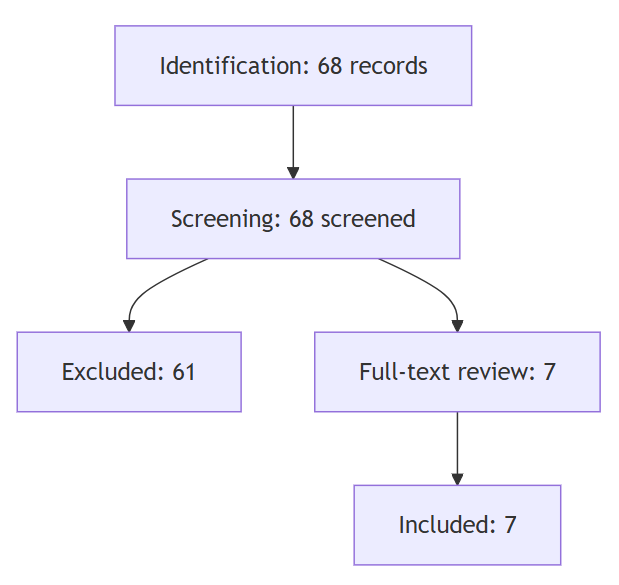 Identification: 68 records
Screening: 68 screened
Excluded: 61
Full-text review: 7
Included: 7